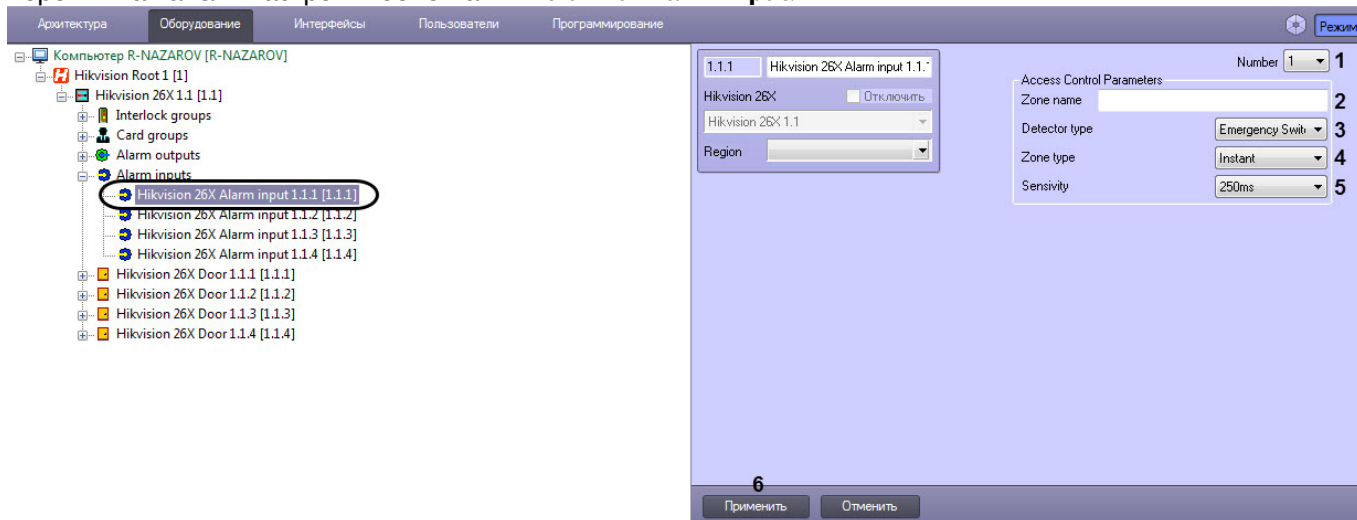 Архитектура Оборудование Интерфейсы Пользователи Программирование Режим
Компьютер R-NAZAROV [R-NAZAROV]
Hikvision Root 1 [1]
Hikvision 26X 1.1 [1.1]
Interlock groups
Card groups
Alarm outputs
Alarm inputs
Hikvision 26X Alarm input 1.1.1 [1.1.1]
Hikvision 26X Alarm input 1.1.2 [1.1.2]
Hikvision 26X Alarm input 1.1.3 [1.1.3]
Hikvision 26X Alarm input 1.1.4 [1.1.4]
Hikvision 26X Door 1.1.1 [1.1.1]
Hikvision 26X Door 1.1.2 [1.1.2]
Hikvision 26X Door 1.1.3 [1.1.3]
Hikvision 26X Door 1.1.4 [1.1.4]
1.1.1 Hikvision 26X Alarm input 1.1.1
Hikvision 26X Отключить
Hikvision 26X 1.1
Region
Number 1 1
Access Control Parameters
Zone name 2
Detector type Emergency Swit 3
Zone type Instant 4
Sensivity 250ms 5
6
Применить Отменить